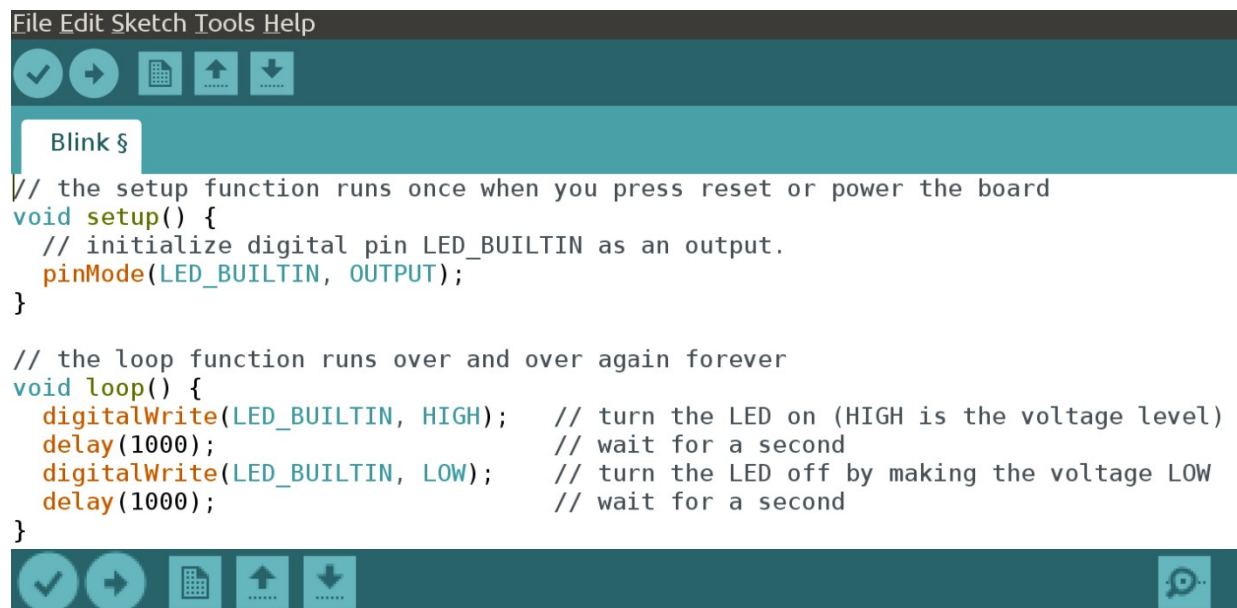 File Edit Sketch Tools Help
Blink §
// the setup function runs once when you press reset or power the board
void setup() {
  // initialize digital pin LED_BUILTIN as an output.
  pinMode(LED_BUILTIN, OUTPUT);
}

// the loop function runs over and over again forever
void loop() {
  digitalWrite(LED_BUILTIN, HIGH);   // turn the LED on (HIGH is the voltage level)
  delay(1000);                       // wait for a second
  digitalWrite(LED_BUILTIN, LOW);    // turn the LED off by making the voltage LOW
  delay(1000);                       // wait for a second
}